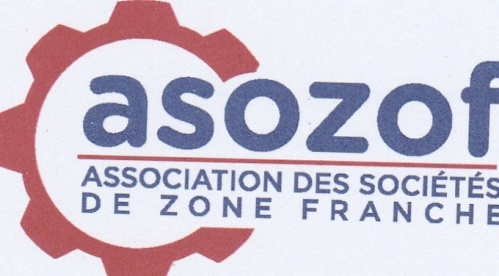 asozof
ASSOCIATION DES SOCIÉTÉS
DE ZONE FRANCHE